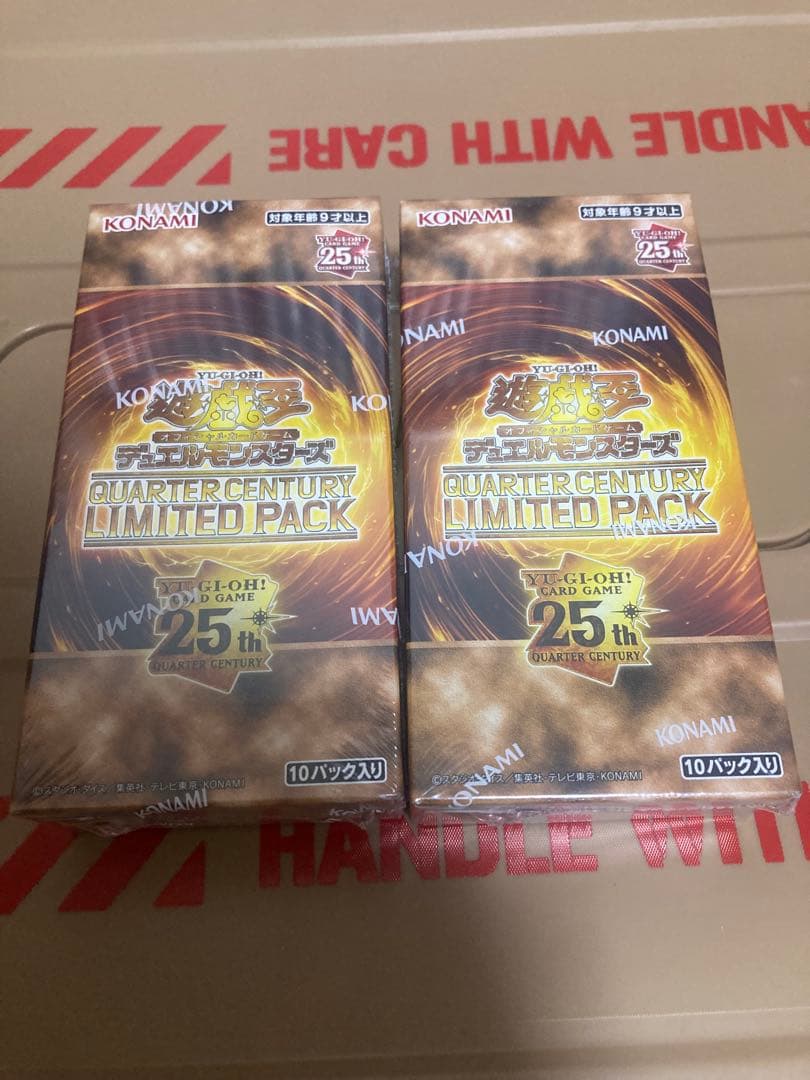 HANDLE WITH CARE
KONAMI
対象年齢9才以上
YU-GI-OH!
CARD GAME
25th
QUARTER CENTURY
KONAMI
KO
YU-GI-OH!
遊戯王
オフィシャルカードゲーム
デュエルモンスターズ
QUARTER CENTURY
LIMITED PACK
KONAMI
YU-GI-OH!
CARD GAME
25th
QUARTER CENTURY
10パック入り
©スタジオ・ダイス/集英社・テレビ東京・KONAMI
KONAMI
KONAMI
対象年齢9才以上
YU-GI-OH!
CARD GAME
25th
QUARTER CENTURY
KONAMI
KONAMI
YU-GI-OH!
遊戯王
オフィシャルカードゲーム
デュエルモンスターズ
QUARTER CENTURY
LIMITED PACK
KONAMI
KONAMI
YU-GI-OH!
CARD GAME
25th
QUARTER CENTURY
KONAMI
KONAMI
10パック入り
©スタジオ・ダイス/集英社・テレビ東京・KONAMI
HANDLE WIT